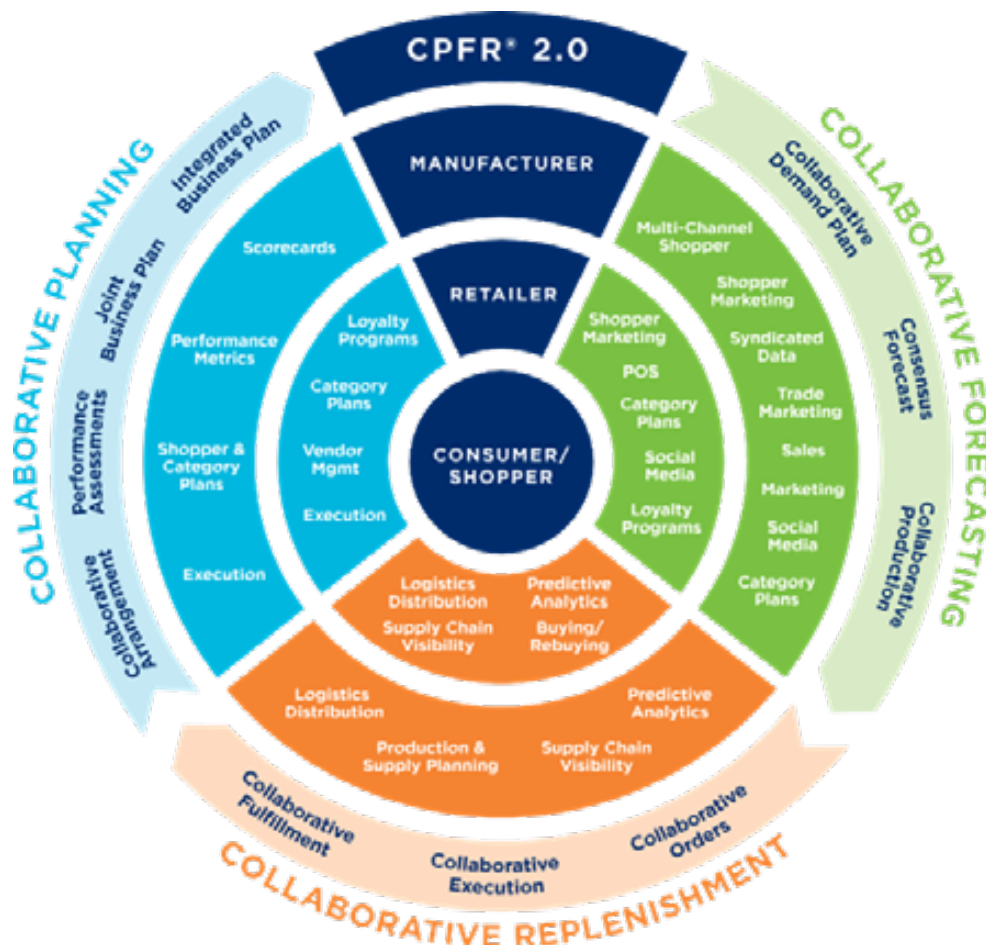 CPFR® 2.0
MANUFACTURER
RETAILER
CONSUMER/
SHOPPER
COLLABORATIVE PLANNING
Integrated
Business Plan
Joint
Business Plan
Performance
Assessments
Collaborative
Arrangement
Scorecards
Performance
Metrics
Shopper &
Category
Plans
Execution
Loyalty
Programs
Category
Plans
Vendor
Mgmt
Execution
COLLABORATIVE FORECASTING
Collaborative
Demand Plan
Consensus
Forecast
Collaborative
Production
Multi-Channel
Shopper
Shopper
Marketing
Syndicated
Data
Trade
Marketing
Sales
Marketing
Social
Media
Category
Plans
Shopper
Marketing
POS
Category
Plans
Social
Media
Loyalty
Programs
Logistics
Distribution
Predictive
Analytics
Supply Chain
Visibility
Buying/
Rebuying
Logistics
Distribution
Predictive
Analytics
Production &
Supply Planning
Supply Chain
Visibility
Collaborative
Fulfillment
Collaborative
Execution
Collaborative
Orders
COLLABORATIVE REPLENISHMENT